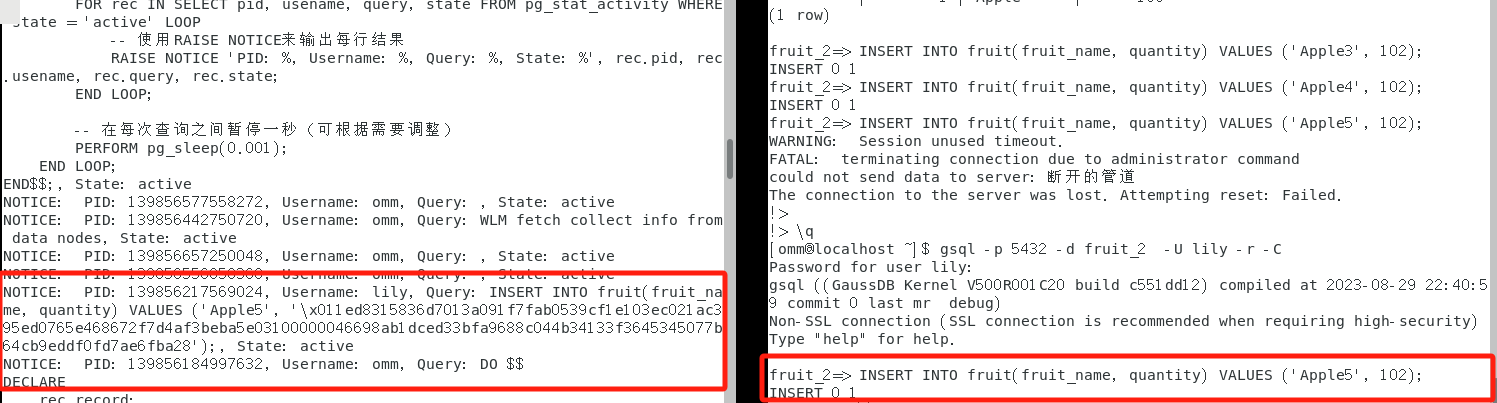 FOR rec IN SELECT pid, usename, query, state FROM pg_stat_activity WHERE
state = 'active' LOOP
-- 使用RAISE NOTICE来输出每行结果
RAISE NOTICE 'PID: %, Username: %, Query: %, State: %', rec.pid, rec
.usename, rec.query, rec.state;
END LOOP;
-- 在每次查询之间暂停一秒（可根据需要调整）
PERFORM pg_sleep(0.001);
END LOOP;
END$$;, State: active
NOTICE:  PID: 139856577558272, Username: omm, Query: , State: active
NOTICE:  PID: 139856442750720, Username: omm, Query: WLM fetch collect info from
data nodes, State: active
NOTICE:  PID: 139856657250048, Username: omm, Query: , State: active
NOTICE:  PID: 139856556050300, Username: omm, Query: , State: active
NOTICE:  PID: 139856217569024, Username: lily, Query: INSERT INTO fruit(fruit_na
me, quantity) VALUES ('Apple5', '\x011ed8315836d7013a091f7fab0539cf1e103ec021ac3
95ed0765e468672f7d4af3beba5e03100000046698ab1dced33bfa9688c044b34133f3645345077b
64cb9eddf0fd7ae6fba28');, State: active
NOTICE:  PID: 139856184997632, Username: omm, Query: DO $$
DECLARE
rec record;
(1 row)
fruit_2=> INSERT INTO fruit(fruit_name, quantity) VALUES ('Apple3', 102);
INSERT 0 1
fruit_2=> INSERT INTO fruit(fruit_name, quantity) VALUES ('Apple4', 102);
INSERT 0 1
fruit_2=> INSERT INTO fruit(fruit_name, quantity) VALUES ('Apple5', 102);
WARNING:  Session unused timeout.
FATAL:  terminating connection due to administrator command
could not send data to server: 断开的管道
The connection to the server was lost. Attempting reset: Failed.
!>
!> \q
[omm@localhost ~]$ gsql -p 5432 -d fruit_2  -U lily -r -C
Password for user lily:
gsql ((GaussDB Kernel V500R001C20 build c551dd12) compiled at 2023-08-29 22:40:5
9 commit 0 last mr  debug)
Non-SSL connection (SSL connection is recommended when requiring high-security)
Type "help" for help.
fruit_2=> INSERT INTO fruit(fruit_name, quantity) VALUES ('Apple5', 102);
INSERT 0 1